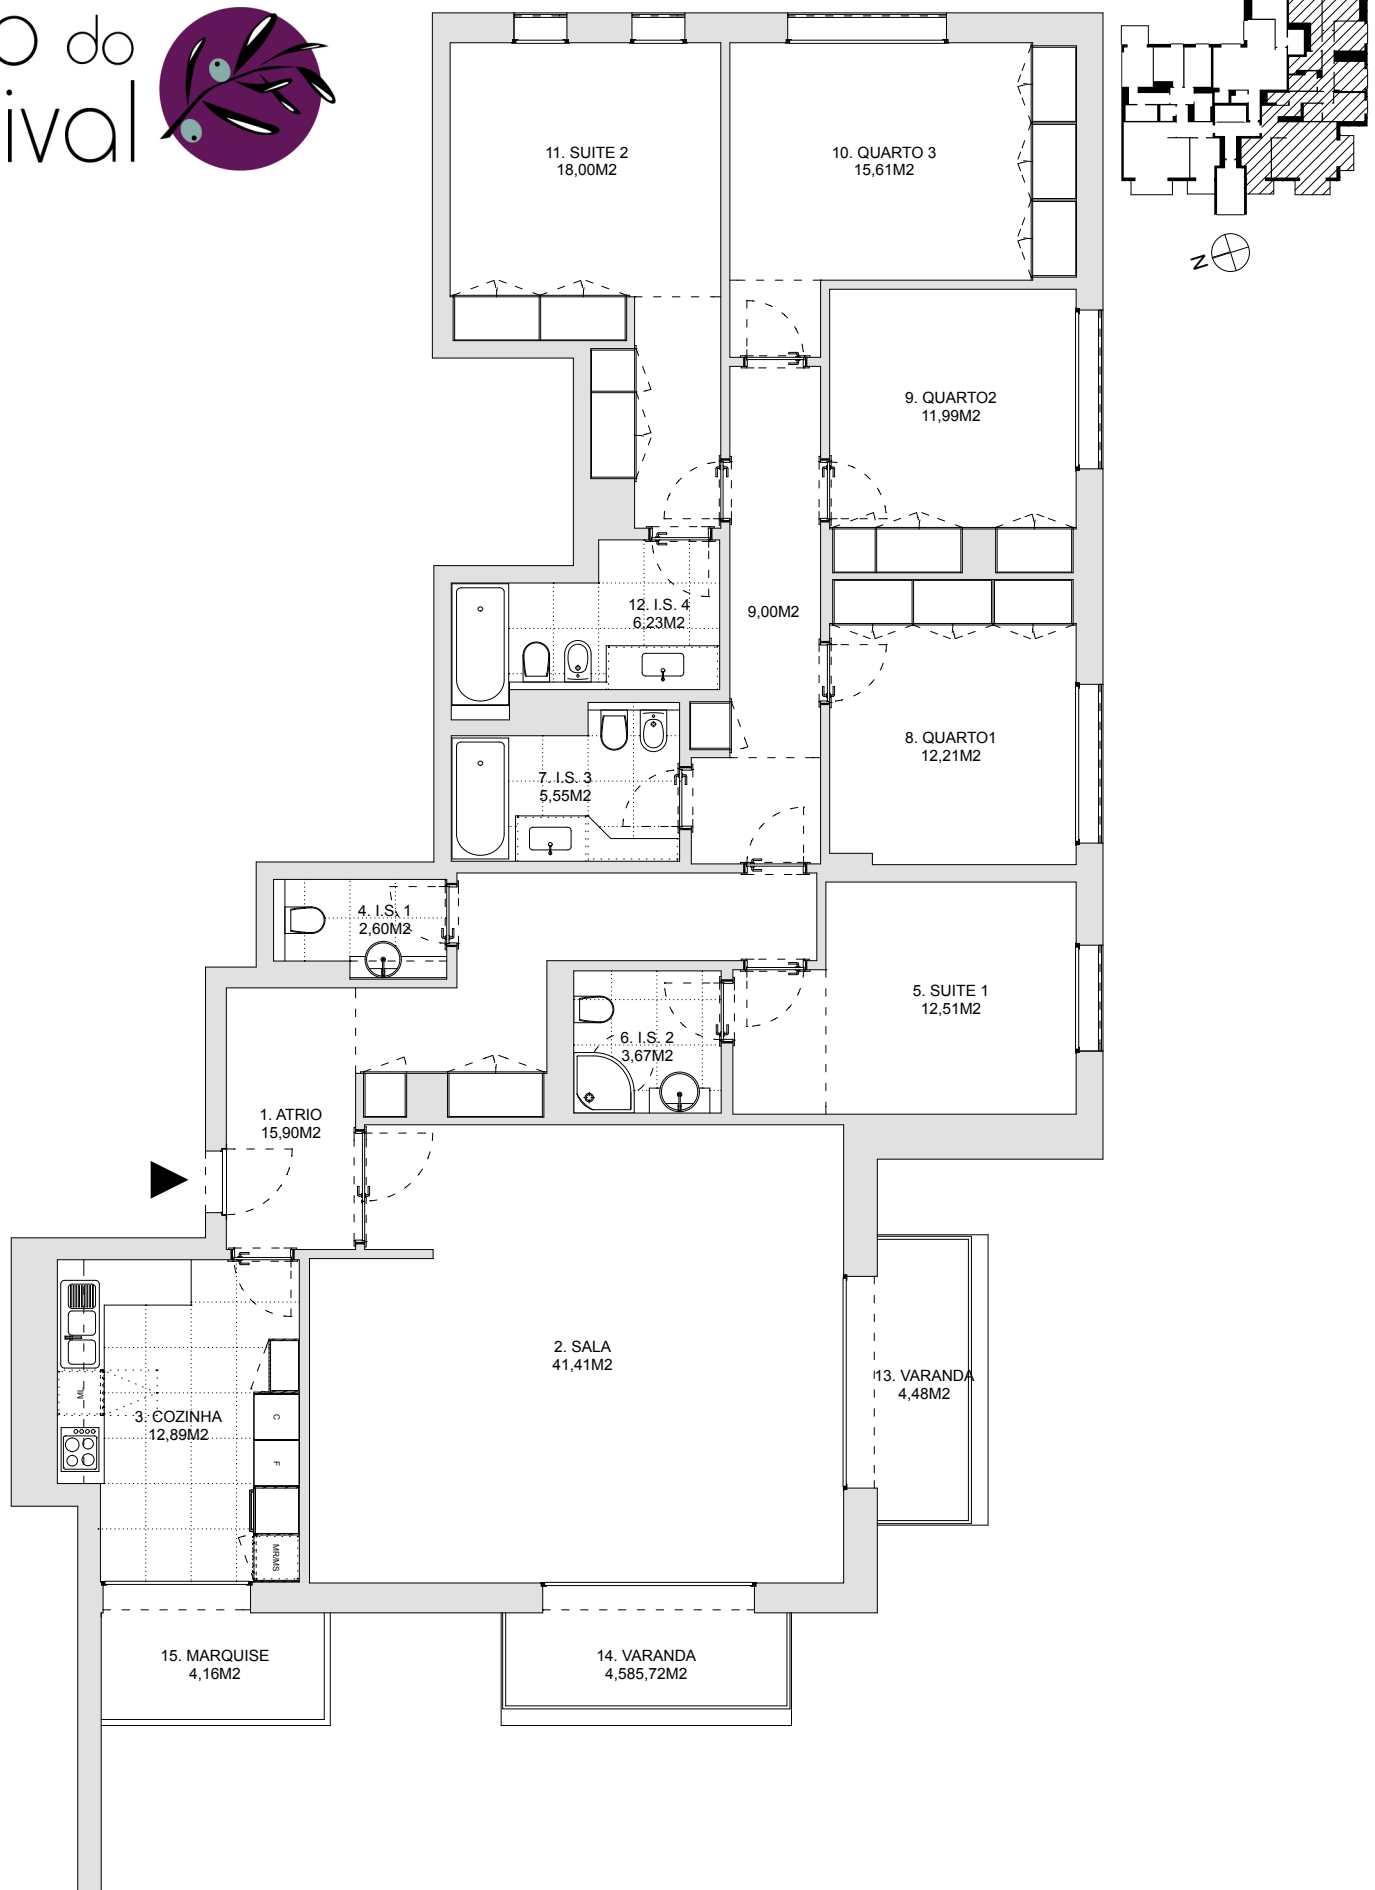 do
ival
11. SUITE 2
18,00M2
10. QUARTO 3
15,61M2
N
9. QUARTO2
11,99M2
12. I.S. 4
6,23M2
9,00M2
8. QUARTO1
12,21M2
7. I.S. 3
5,55M2
4. I.S. 1
2,60M2
5. SUITE 1
12,51M2
6. I.S. 2
3,67M2
1. ATRIO
15,90M2
2. SALA
41,41M2
13. VARANDA
4,48M2
ML
3. COZINHA
12,89M2
C
F
MR/MS
15. MARQUISE
4,16M2
14. VARANDA
4,585,72M2